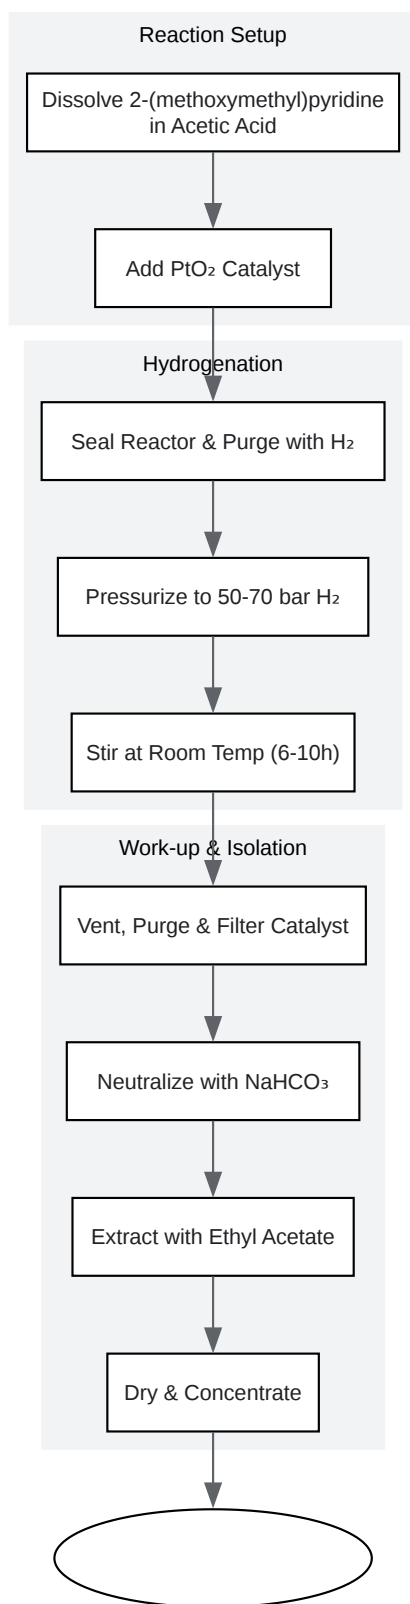 Reaction Setup
Dissolve 2-(methoxymethyl)pyridine
in Acetic Acid
Add PtO₂ Catalyst
Hydrogenation
Seal Reactor & Purge with H₂
Pressurize to 50-70 bar H₂
Stir at Room Temp (6-10h)
Work-up & Isolation
Vent, Purge & Filter Catalyst
Neutralize with NaHCO₃
Extract with Ethyl Acetate
Dry & Concentrate